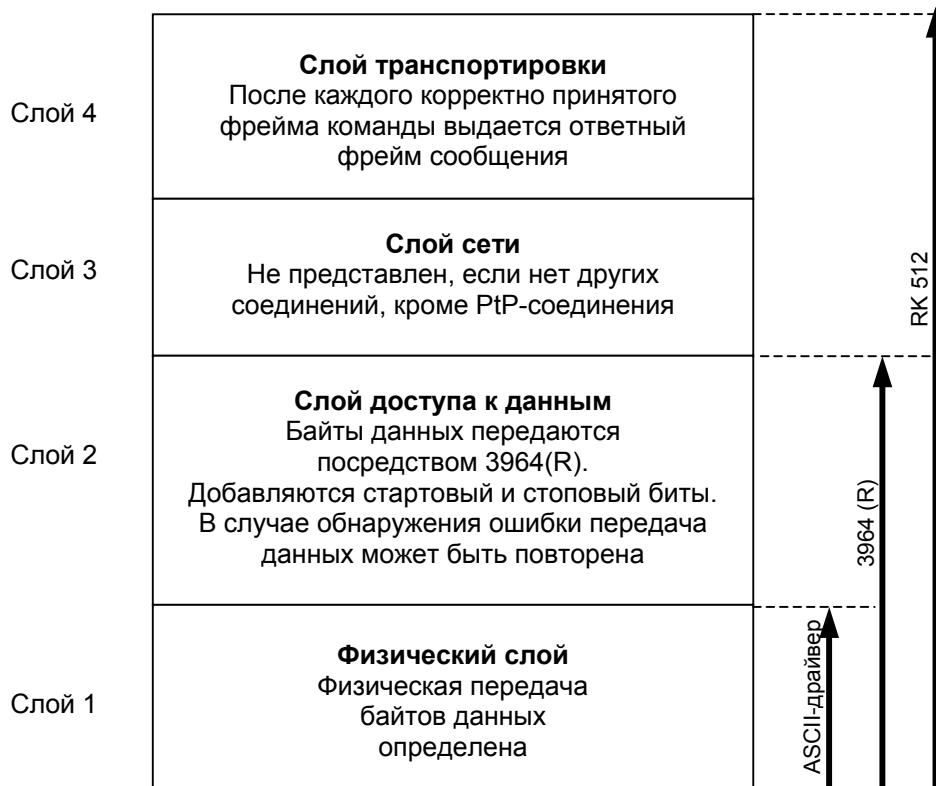 Слой 4
Слой транспортировки
После каждого корректно принятого
фрейма команды выдается ответный
фрейм сообщения
Слой 3
Слой сети
Не представлен, если нет других
соединений, кроме PtP-соединения
Слой 2
Слой доступа к данным
Байты данных передаются
посредством 3964(R).
Добавляются стартовый и стоповый биты.
В случае обнаружения ошибки передача
данных может быть повторена
Слой 1
Физический слой
Физическая передача
байтов данных
определена
ASCII-драйвер
3964 (R)
RK 512